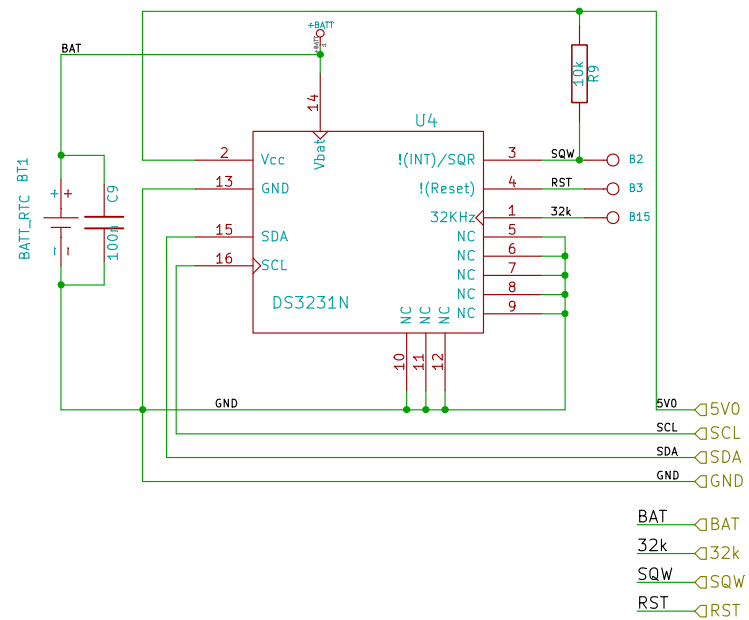 +BATT
+BATT
1
BAT
14
U4
10k
R9
2
Vcc
Vbat
!(INT)/SQR
3
SQW
B2
13
GND
!(Reset)
4
RST
B3
BATT_RTC
BT1
+
+
C9
100n
32KHz
1
32k
B15
15
SDA
NC
5
NC
6
16
SCL
NC
7
NC
8
NC
9
DS3231N
NC
NC
NC
10
11
12
GND
5V0
5V0
SCL
SCL
SDA
SDA
GND
GND
BAT
BAT
32k
32k
SQW
SQW
RST
RST